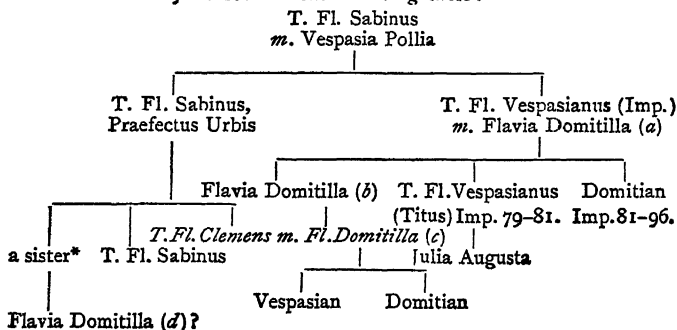 T. Fl. Sabinus
m. Vespasia Pollia
T. Fl. Sabinus,
Praefectus Urbis
T. Fl. Vespasianus (Imp.)
m. Flavia Domitilla (a)
Flavia Domitilla (b) T. Fl.Vespasianus Domitian
(Titus) Imp. 79–81. Imp.81–96.
T.Fl.Clemens m. Fl.Domitilla (c)
a sister* T. Fl. Sabinus Julia Augusta
Vespasian Domitian
Flavia Domitilla (d)?